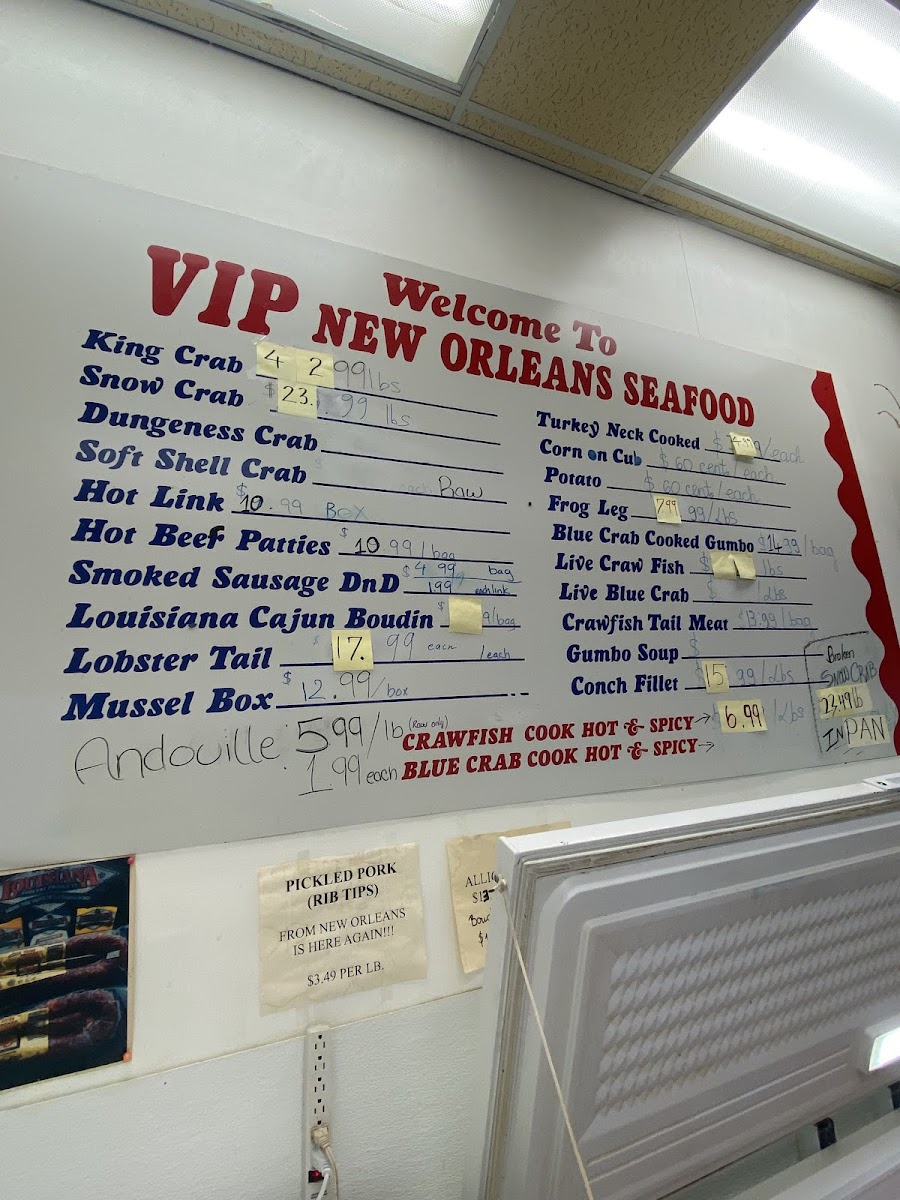 Welcome To
VIP NEW ORLEANS SEAFOOD
King Crab 42 99 lbs
Snow Crab $ 23. 99 lbs
Dungeness Crab
Soft Shell Crab each Raw
Hot Link $10.99 Box
Hot Beef Patties $10.99/bag
Smoked Sausage DnD $4.99 bag
1.99 each link
Louisiana Cajun Boudin $ 9/bag
Lobster Tail $ 17. 99 each /each
Mussel Box $12.99/box
Andouille 5.99/lb (Raw only)
1.99 each
Turkey Neck Cooked $ /each
Corn on Cub $ 60 cents/each
Potato $ 60 cent/each
Frog Leg 7.99 99/Lbs
Blue Crab Cooked Gumbo $14.99/bag
Live Craw Fish $ lbs
Live Blue Crab $ /Lbs
Crawfish Tail Meat $13.99/bag
Gumbo Soup $
Conch Fillet 15 99/Lbs
CRAWFISH COOK HOT & SPICY→ 6.99 /Lbs
BLUE CRAB COOK HOT & SPICY→
Broken
SNOW CRAB
23.49 lb
IN PAN
LOUISIANA
PICKLED PORK
(RIB TIPS)
FROM NEW ORLEANS
IS HERE AGAIN!!!
$3.49 PER LB.